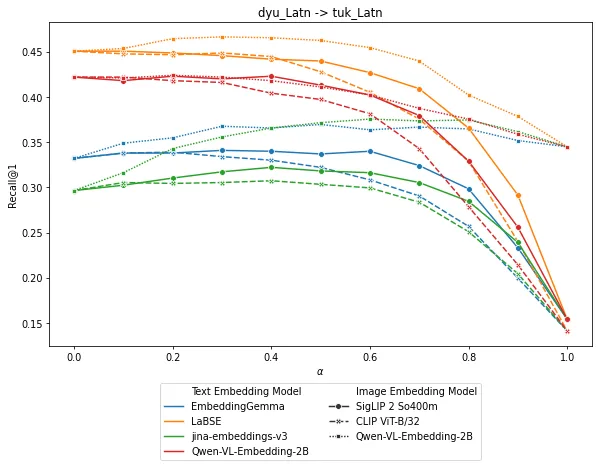 dyu_Latn -> tuk_Latn
Recall@1
0.45
0.40
0.35
0.30
0.25
0.20
0.15
0.0 0.2 0.4 0.6 0.8 1.0
α
Text Embedding Model
EmbeddingGemma
LaBSE
jina-embeddings-v3
Qwen-VL-Embedding-2B
Image Embedding Model
SigLIP 2 So400m
CLIP ViT-B/32
Qwen-VL-Embedding-2B